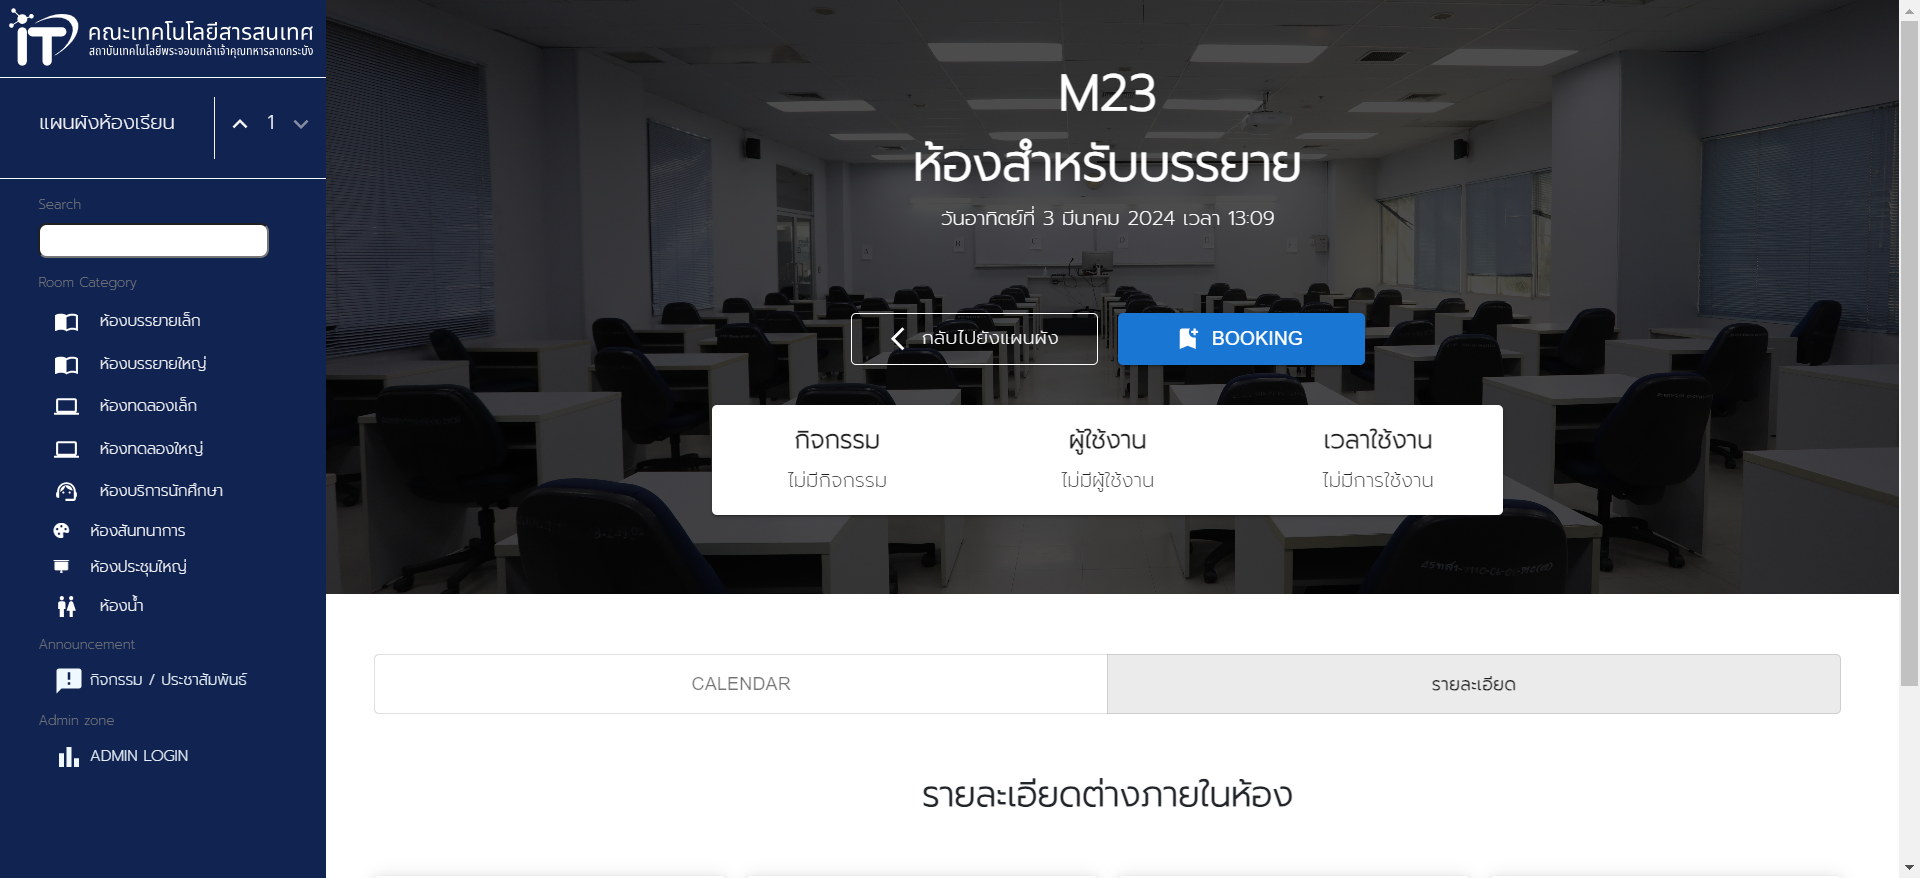 iT คณะเทคโนโลยีสารสนเทศ
สถาบันเทคโนโลยีพระจอมเกล้าเจ้าคุณทหารลาดกระบัง
แผนผังห้องเรียน
1
Search
Room Category
ห้องบรรยายเล็ก
ห้องบรรยายใหญ่
ห้องทดลองเล็ก
ห้องทดลองใหญ่
ห้องบริการนักศึกษา
ห้องสันทนาการ
ห้องประชุมใหญ่
ห้องน้ำ
Announcement
กิจกรรม / ประชาสัมพันธ์
Admin zone
ADMIN LOGIN
M23
ห้องสำหรับบรรยาย
วันอาทิตย์ที่ 3 มีนาคม 2024 เวลา 13:09
กลับไปยังแผนผัง
BOOKING
กิจกรรม
ไม่มีกิจกรรม
ผู้ใช้งาน
ไม่มีผู้ใช้งาน
เวลาใช้งาน
ไม่มีการใช้งาน
CALENDAR
รายละเอียด
รายละเอียดต่างภายในห้อง